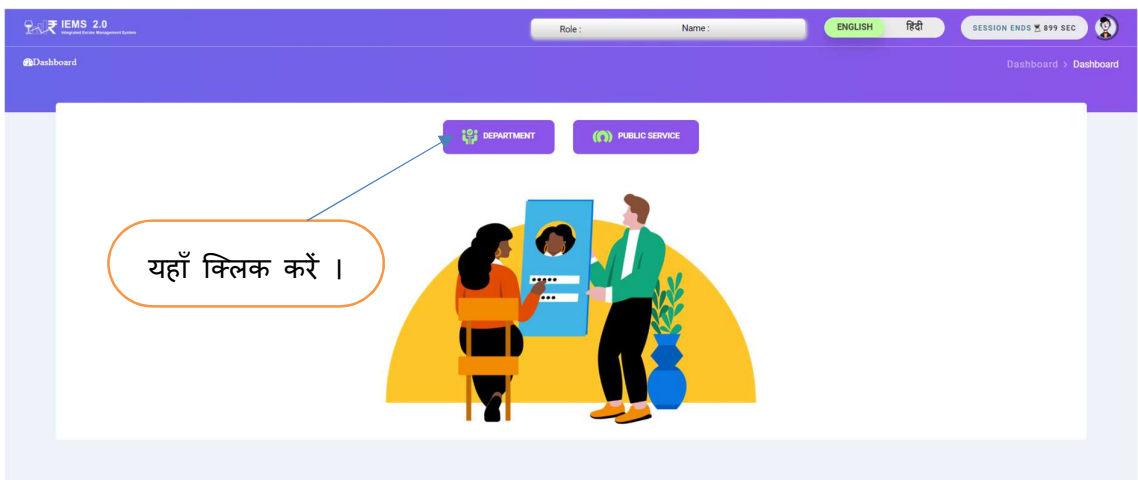 IEMS 2.0
Integrated Excise Management System
Role :
Name :
ENGLISH
हिंदी
SESSION ENDS 899 SEC
Dashboard
Dashboard > Dashboard
DEPARTMENT
PUBLIC SERVICE
यहाँ क्लिक करें ।